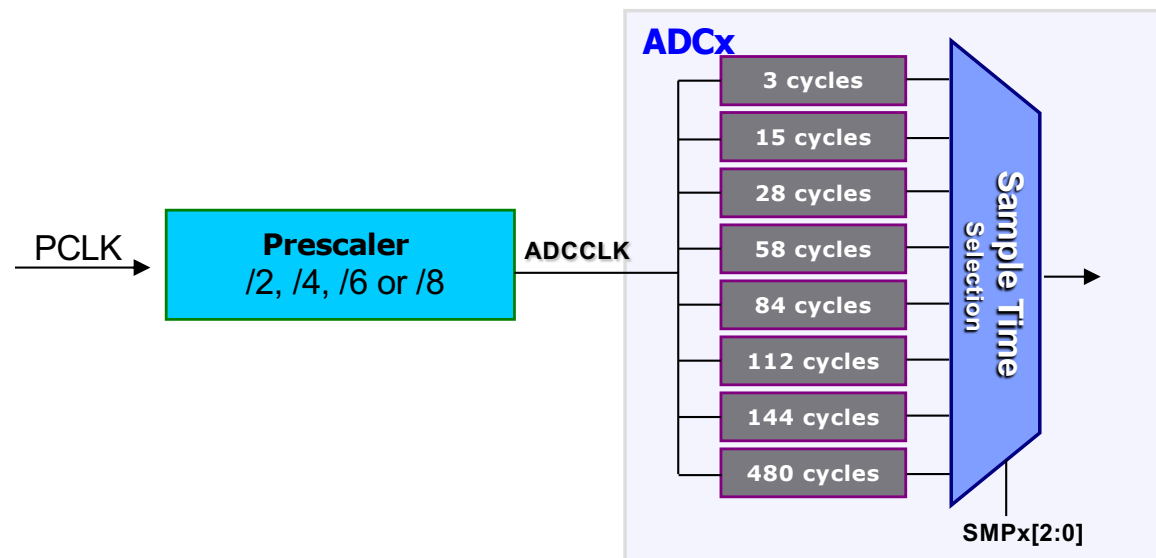 ADCx
PCLK
Prescaler
/2, /4, /6 or /8
ADCCLK
3 cycles
15 cycles
28 cycles
58 cycles
84 cycles
112 cycles
144 cycles
480 cycles
Sample Time
Selection
SMPx[2:0]